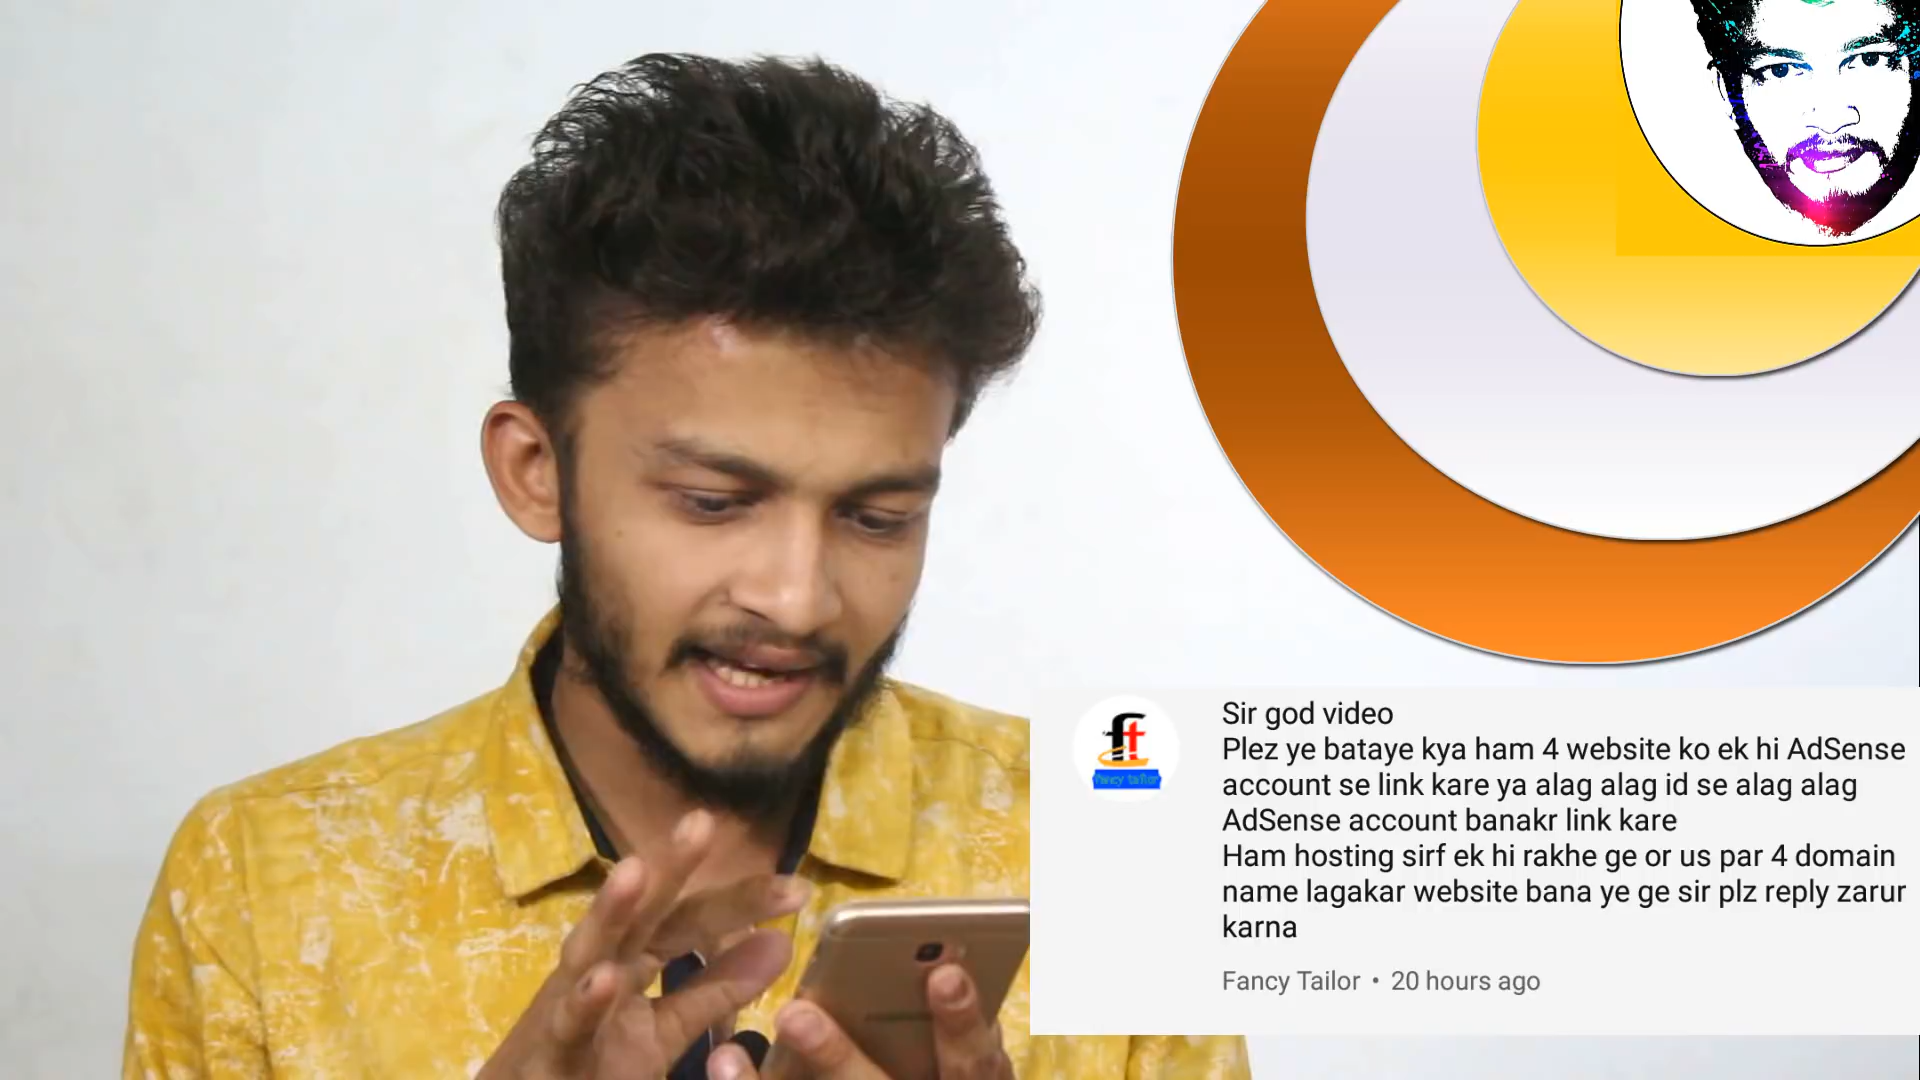 Sir god video
Plez ye bataye kya ham 4 website ko ek hi AdSense
account se link kare ya alag alag id se alag alag
AdSense account banakr link kare
Ham hosting sirf ek hi rakhe ge or us par 4 domain
name lagakar website bana ye ge sir plz reply zarur
karna
Fancy Tailor • 20 hours ago
ft
fancy tailor